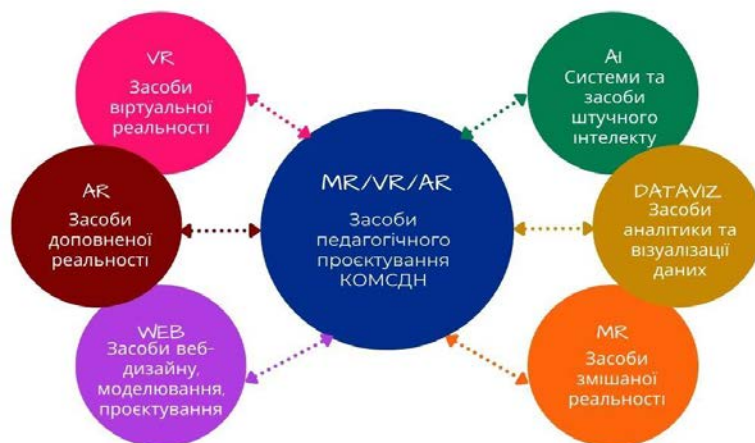 VR
Засоби
віртуальної
реальності
AR
Засоби
доповненої
реальності
WEB
Засоби веб-
дизайну,
моделювання,
проєктування
MR/VR/AR
Засоби
педагогічного
проєктування
КОМСДН
AI
Системи та
засоби
штучного
інтелекту
DATAVIZ
Засоби
аналітики та
візуалізації
даних
MR
Засоби
змішаної
реальності